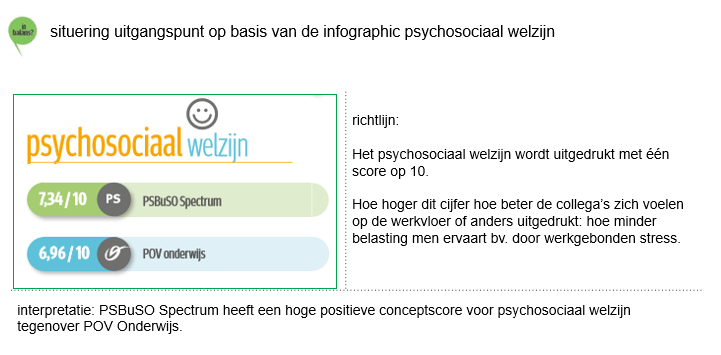 in
balans?
situering uitgangspunt op basis van de infographic psychosociaal welzijn
psychosociaal welzijn
7,34 / 10 PS PSBuSO Spectrum
6,96 / 10 POV onderwijs
richtlijn:
Het psychosociaal welzijn wordt uitgedrukt met één
score op 10.
Hoe hoger dit cijfer hoe beter de collega’s zich voelen
op de werkvloer of anders uitgedrukt: hoe minder
belasting men ervaart bv. door werkgebonden stress.
interpretatie: PSBuSO Spectrum heeft een hoge positieve conceptscore voor psychosociaal welzijn
tegenover POV Onderwijs.